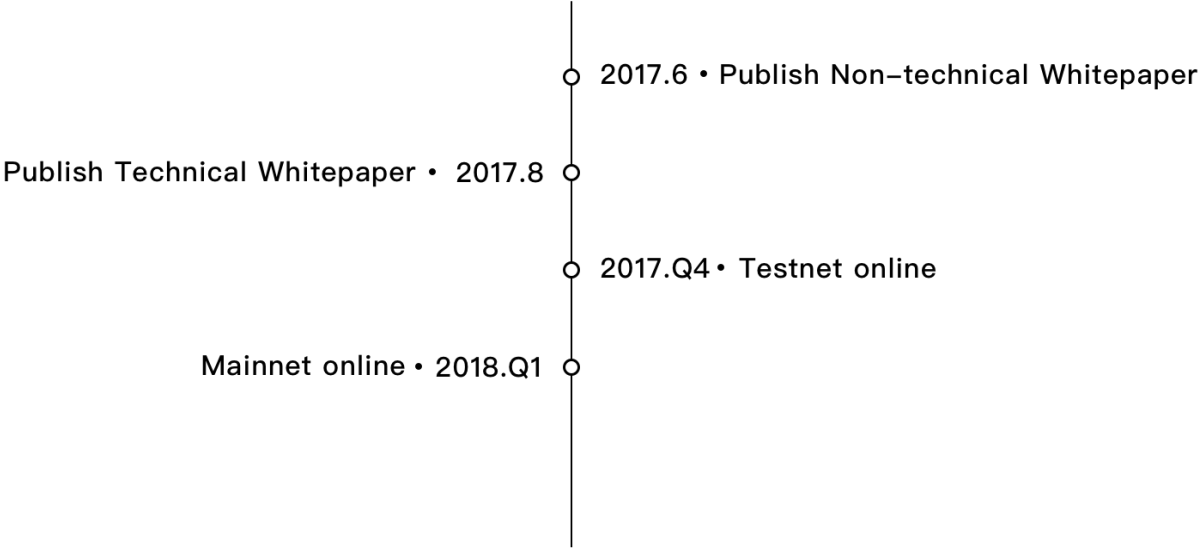 2017.6 • Publish Non–technical Whitepaper
Publish Technical Whitepaper • 2017.8
2017.Q4 • Testnet online
Mainnet online • 2018.Q1